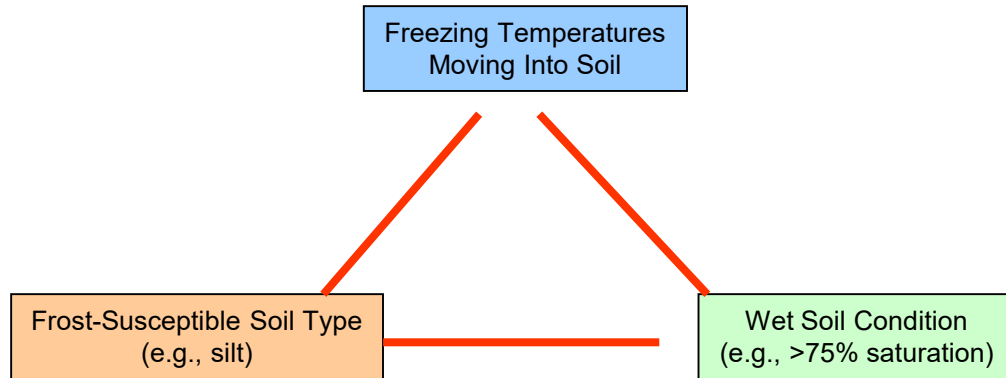 Freezing Temperatures
Moving Into Soil
Frost-Susceptible Soil Type
(e.g., silt)
Wet Soil Condition
(e.g., >75% saturation)